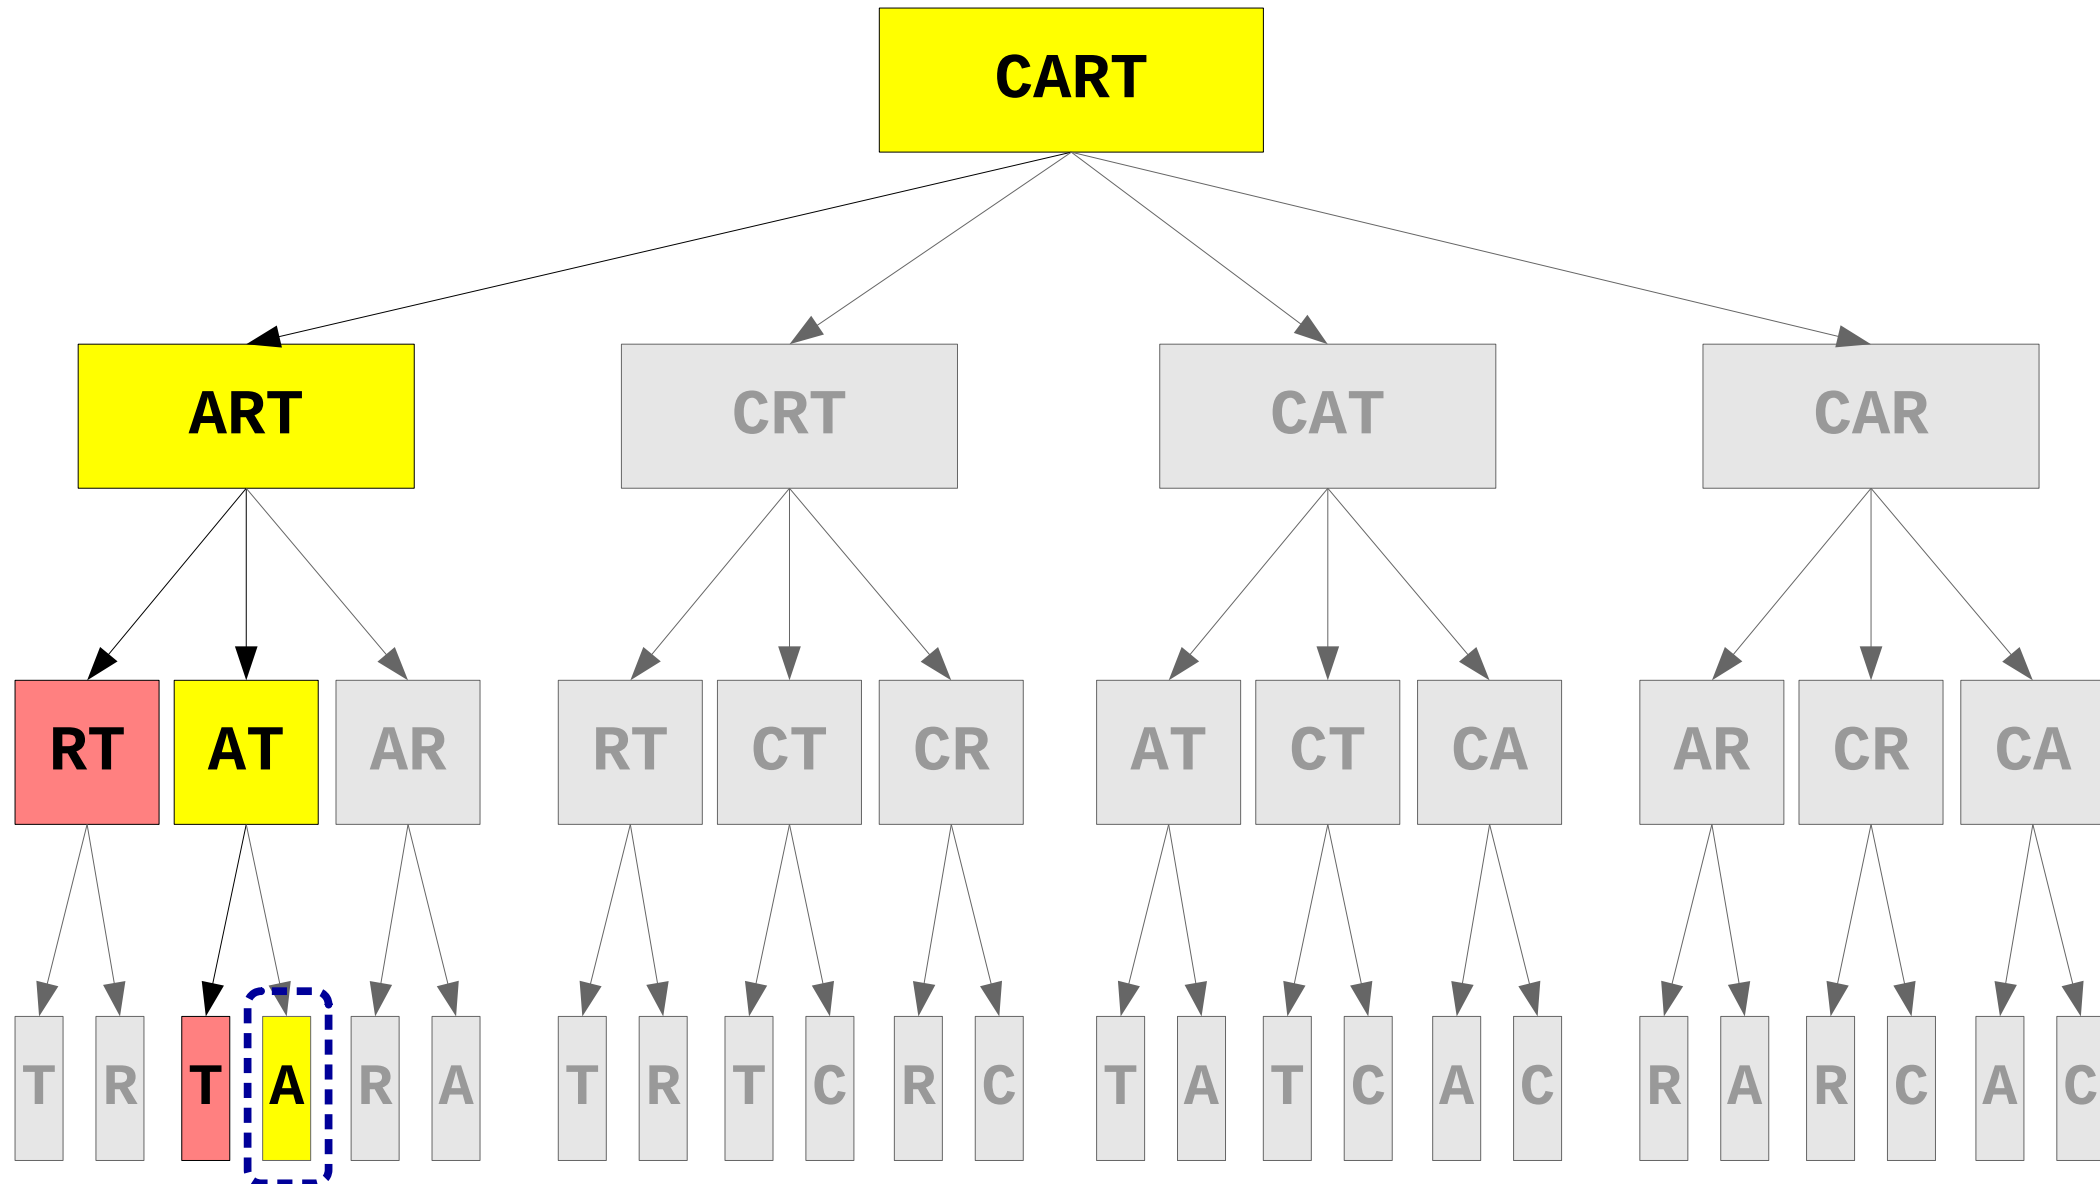 CART
ART CRT CAT CAR
RT AT AR RT CT CR AT CT CA AR CR CA
T R T A R A T R T C R C T A T C A C R A R C A C